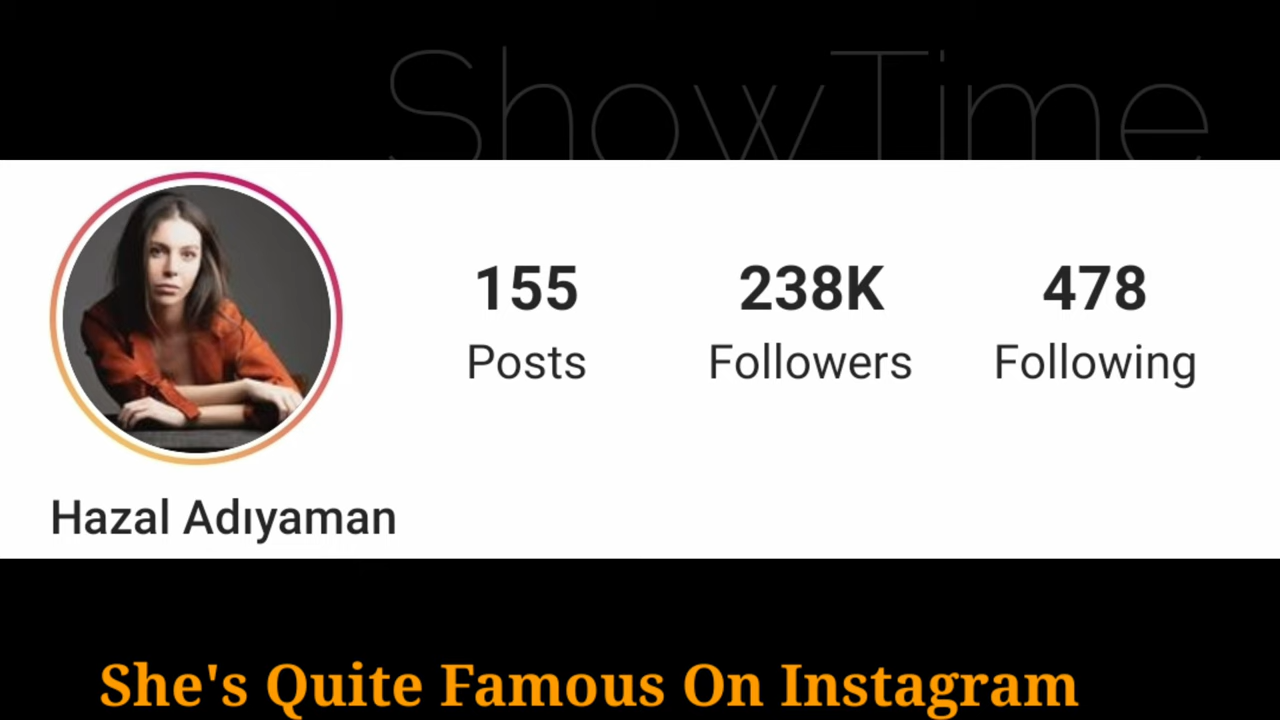 ShowTime
155 238K 478
Posts Followers Following
Hazal Adıyaman
She's Quite Famous On Instagram